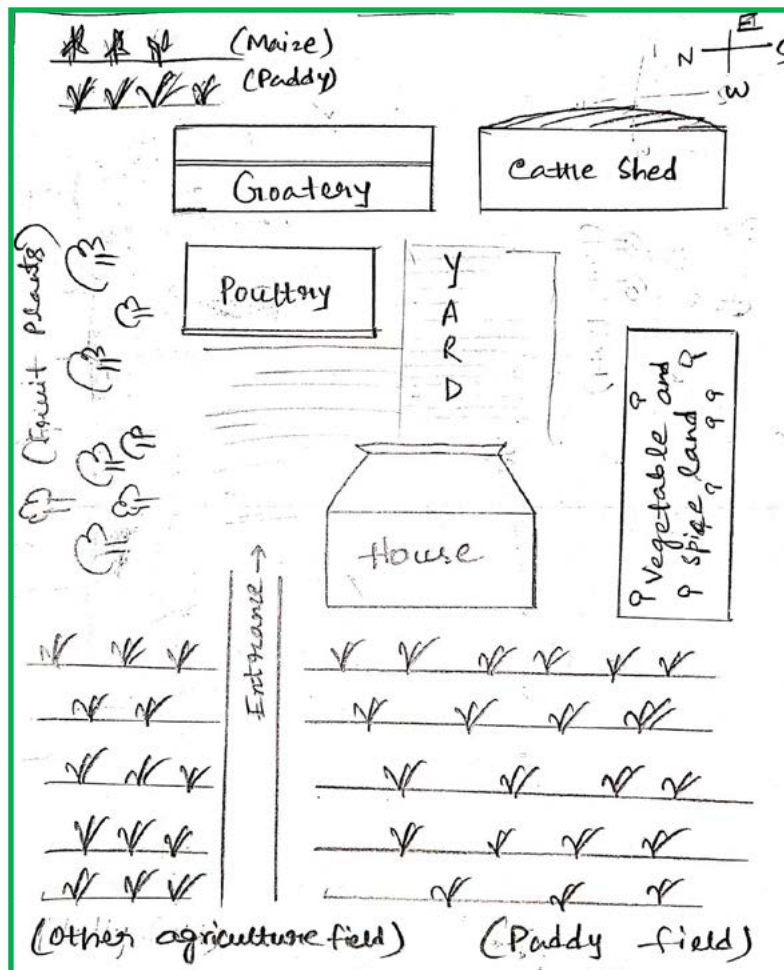 (Maize)
(Paddy)
E
N S
W
Goatery
Cattle Shed
Poultry
YARD
(Fruit Plants)
Vegetable and
spice land
House
Entrance →
(Other agriculture field)
(Paddy field)